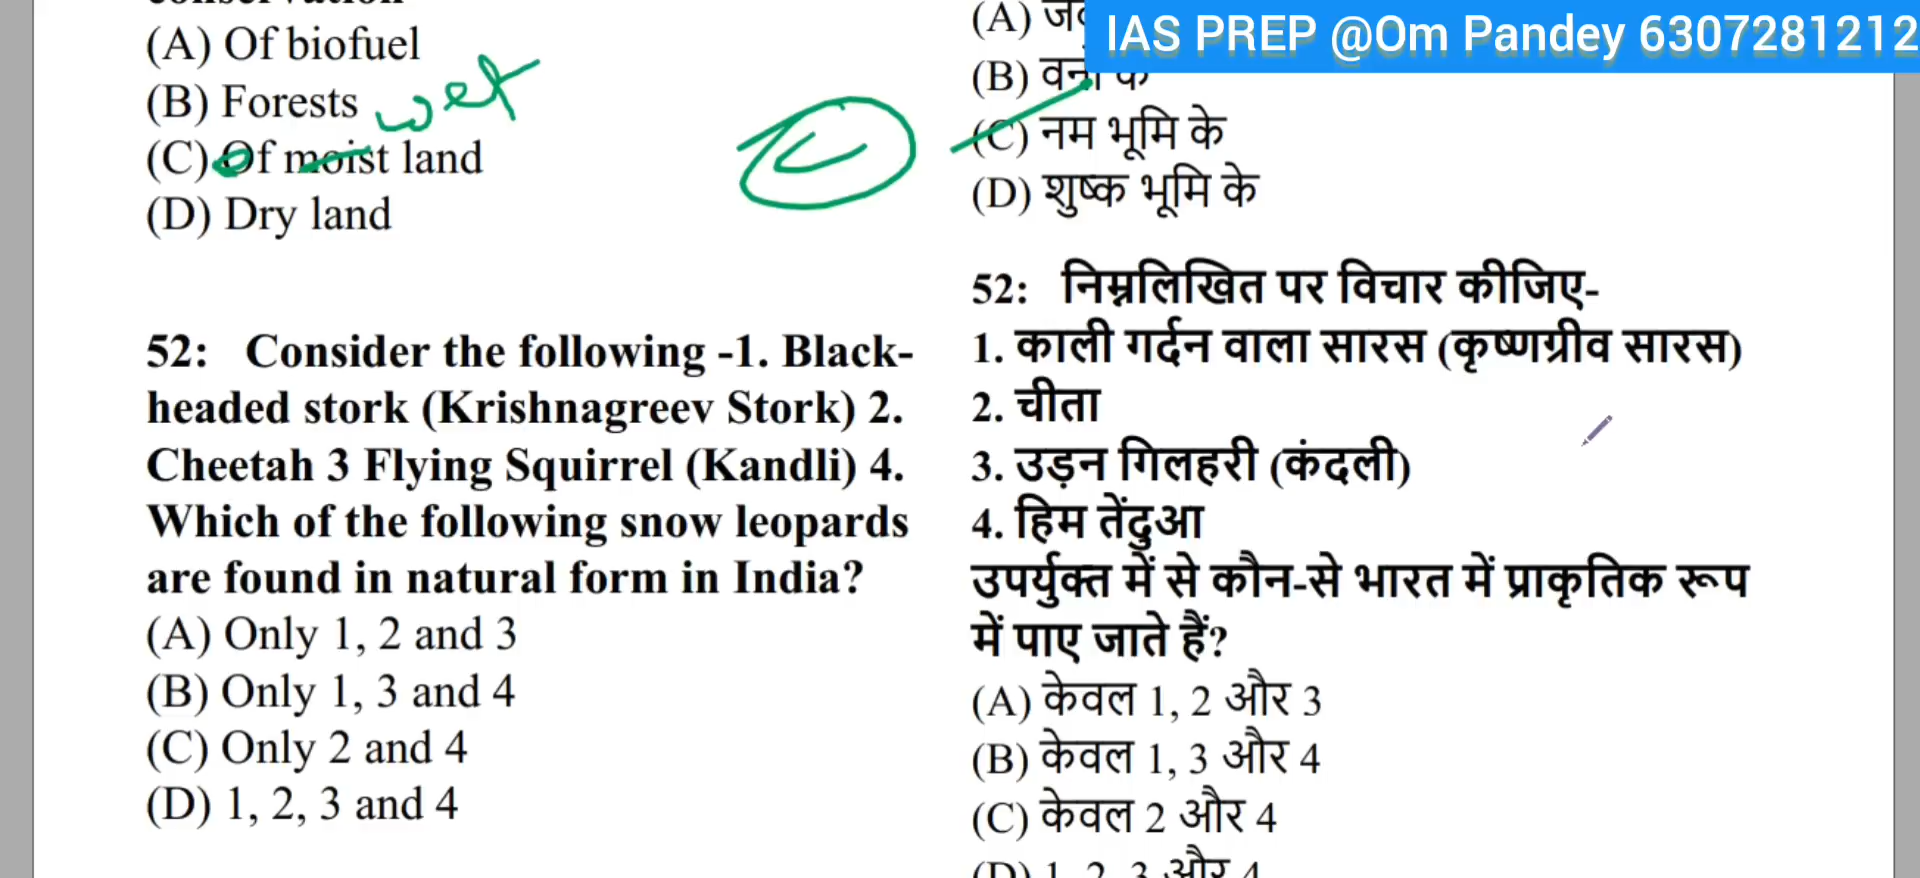 (A) Of biofuel
(B) Forests wet
(C) Of moist land
(D) Dry land
52: Consider the following -1. Black-
headed stork (Krishnagreev Stork) 2.
Cheetah 3 Flying Squirrel (Kandli) 4.
Which of the following snow leopards
are found in natural form in India?
(A) Only 1, 2 and 3
(B) Only 1, 3 and 4
(C) Only 2 and 4
(D) 1, 2, 3 and 4
IAS PREP @Om Pandey 6307281212
(A)
(B) वनों के
(C) नम भूमि के
(D) शुष्क भूमि के
C
52: निम्नलिखित पर विचार कीजिए-
1. काली गर्दन वाला सारस (कृष्णग्रीव सारस)
2. चीता
3. उड़न गिलहरी (कंदली)
4. हिम तेंदुआ
उपर्युक्त में से कौन-से भारत में प्राकृतिक रूप
में पाए जाते हैं?
(A) केवल 1, 2 और 3
(B) केवल 1, 3 और 4
(C) केवल 2 और 4
(D) 1, 2, 3 और 4